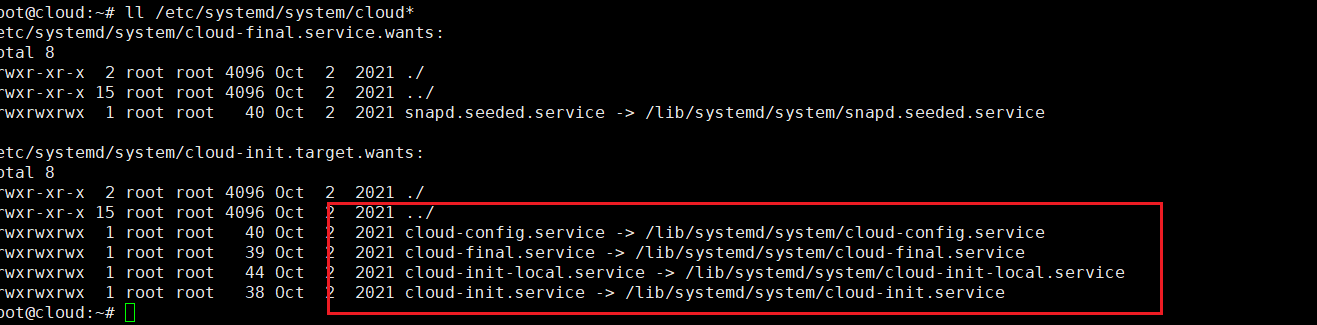 oot@cloud:~# ll /etc/systemd/system/cloud*
etc/systemd/system/cloud-final.service.wants:
otal 8
rwxr-xr-x  2 root root 4096 Oct  2  2021 ./
rwxr-xr-x 15 root root 4096 Oct  2  2021 ../
rwxrwxrwx  1 root root   40 Oct  2  2021 snapd.seeded.service -> /lib/systemd/system/snapd.seeded.service
etc/systemd/system/cloud-init.target.wants:
otal 8
rwxr-xr-x  2 root root 4096 Oct  2  2021 ./
rwxr-xr-x 15 root root 4096 Oct  2  2021 ../
rwxrwxrwx  1 root root   40 Oct  2  2021 cloud-config.service -> /lib/systemd/system/cloud-config.service
rwxrwxrwx  1 root root   39 Oct  2  2021 cloud-final.service -> /lib/systemd/system/cloud-final.service
rwxrwxrwx  1 root root   44 Oct  2  2021 cloud-init-local.service -> /lib/systemd/system/cloud-init-local.service
rwxrwxrwx  1 root root   38 Oct  2  2021 cloud-init.service -> /lib/systemd/system/cloud-init.service
oot@cloud:~#